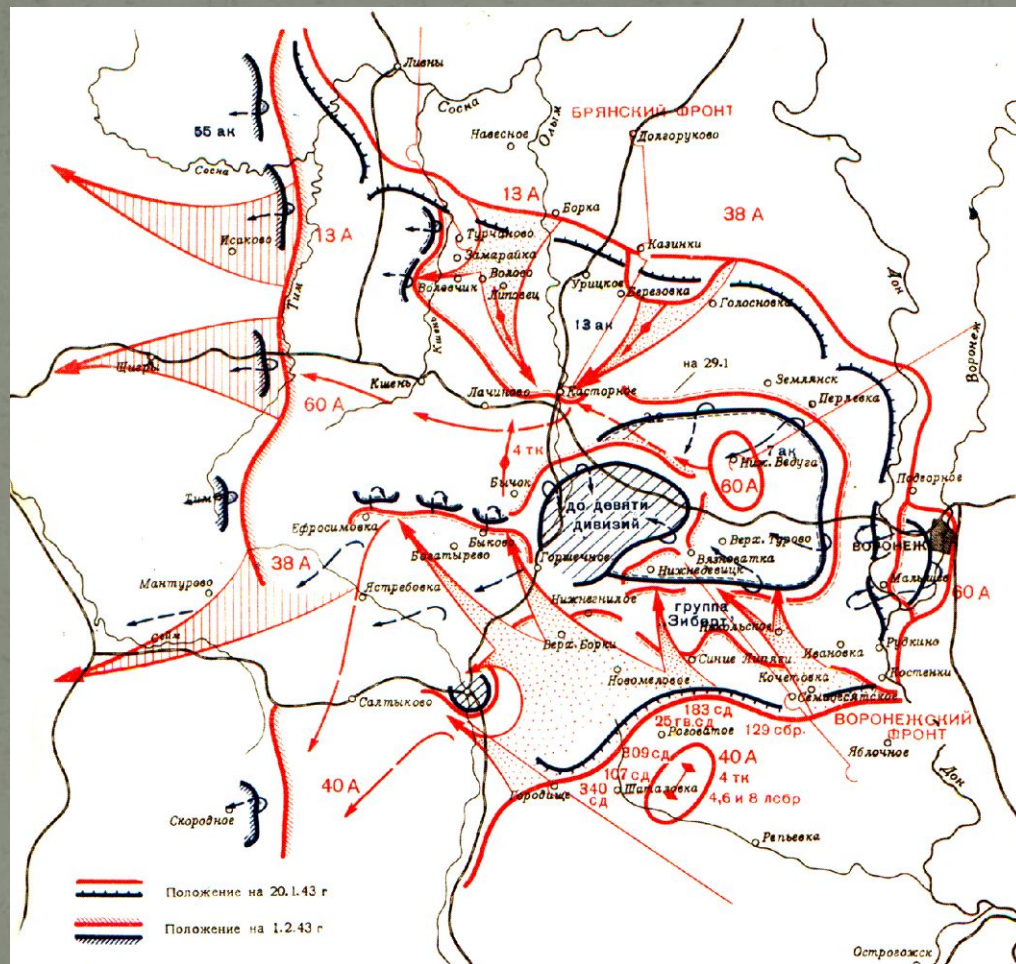 Ливны
Сосна
БРЯНСКИЙ ФРОНТ
55 ак
Навесное
Олым
Долгоруково
Сосна
13 А
38 А
Борка
13 А
Турчаново
Казинки
Исаково
Замарайка
Волово
Урицкое
Волевчик
Липовец
Березовка
Голосновка
Дон
Воронеж
Тим
Кшень
13 ак
на 29.1
Щигры
Кшень
Касторное
Землянск
60 А
Лачиново
Перлевка
4 тк
7 ак
Ниж. Ведуга
60 А
Бычок
Подгорное
Тим
до девяти
дивизий
Ефросимовка
Быково
Верх. Турово
ВОРОНЕЖ
Багатырево
Горшечное
Вязноватка
38 А
Нижнедевицк
Малышев
Мантурово
Ястребовка
Нижнегнилое
группа
"Зиберт"
Никольское
60 А
Сейм
Верх. Борки
Ивановка
Рудкино
Синие Липяги
Новомеловое
Кочетовка
Костенки
Семидесятское
Салтыково
183 сд
ВОРОНЕЖСКИЙ
ФРОНТ
25 гв.сд
129 сбр.
Роговатое
Яблочное
309 сд
40 А
Дон
107 сд
4 тк
40 А
340
сд
Шаталовка
Городище
4,6 и 8 лсбр
Скородное
Репьевка
Положение на 20.1.43 г
Положение на 1.2.43 г
Острогожск